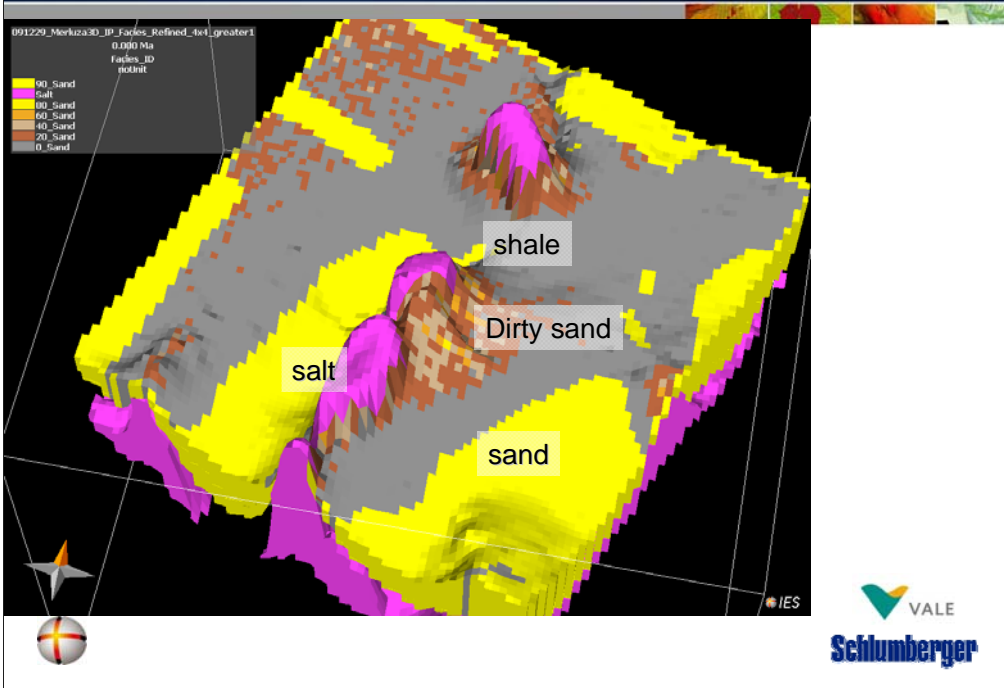 091229_Merluza3D_IP_Facies_Refined_4x4_greater1
0.000 Ma
Facies_ID
noUnit
90_Sand
Salt
80_Sand
60_Sand
40_Sand
20_Sand
0_Sand
shale
Dirty sand
salt
sand
IES
VALE
Schlumberger